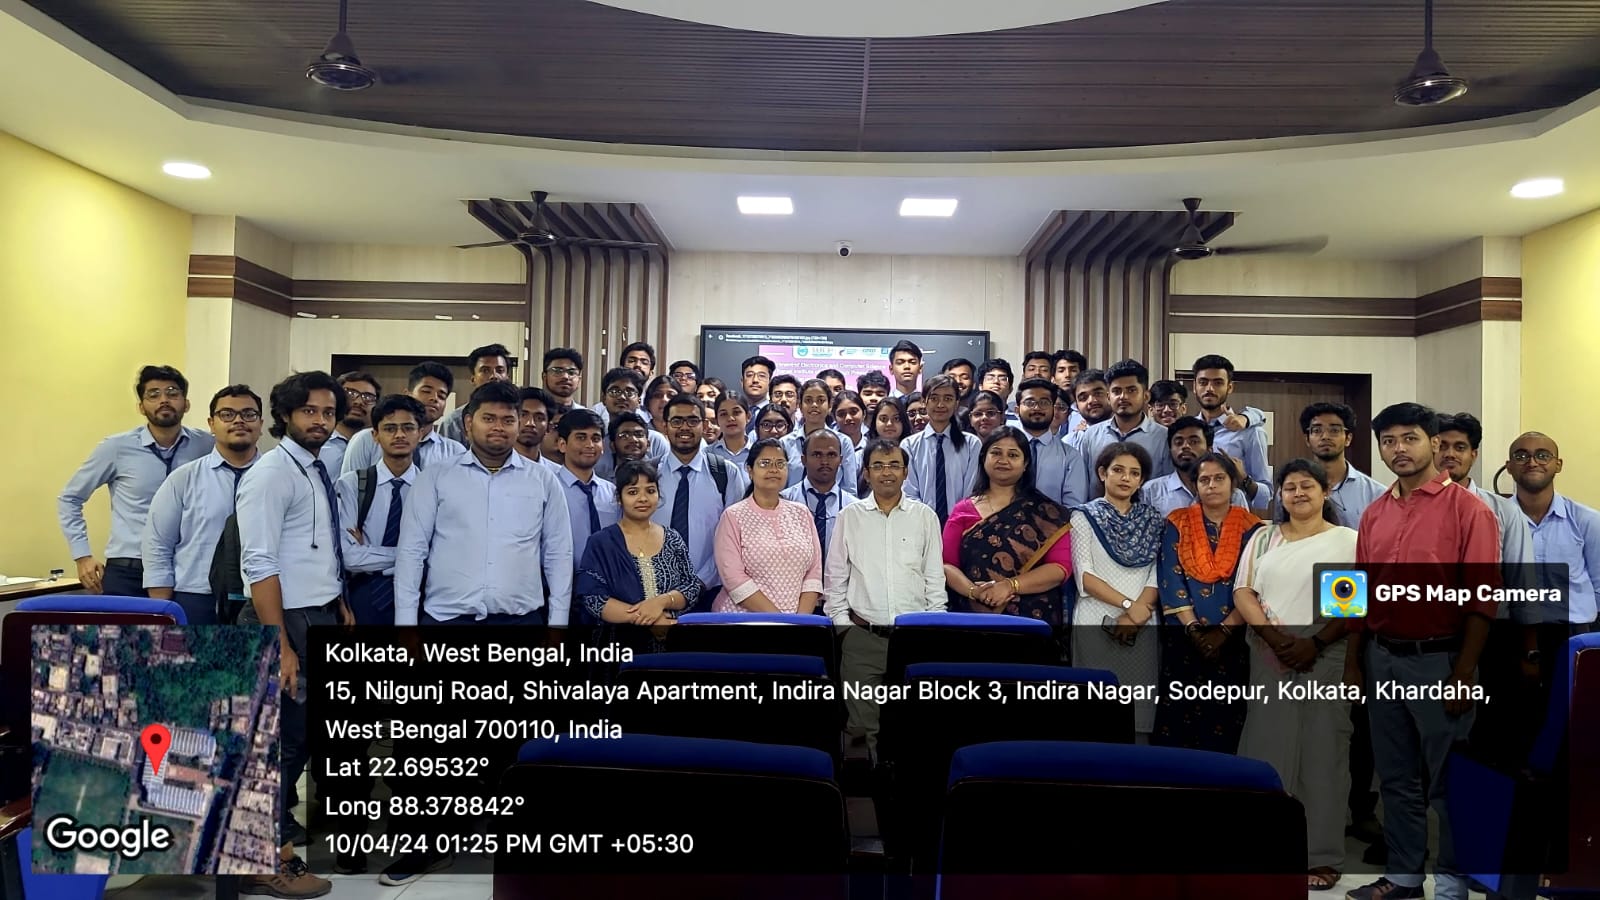 GPS Map Camera
Kolkata, West Bengal, India
15, Nilgunj Road, Shivalaya Apartment, Indira Nagar Block 3, Indira Nagar, Sodepur, Kolkata, Khardaha,
West Bengal 700110, India
Lat 22.69532°
Long 88.378842°
10/04/24 01:25 PM GMT +05:30
Google